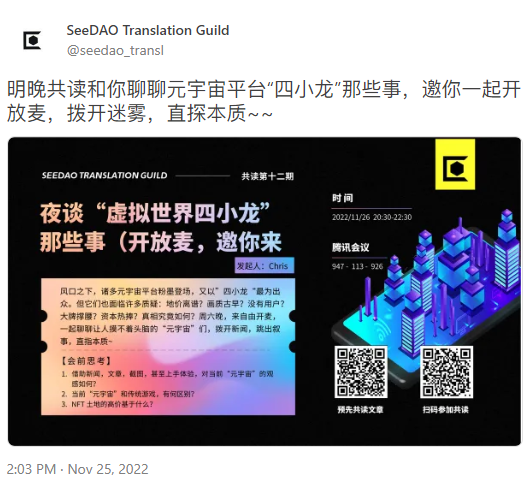 SeeDAO Translation Guild
@seedao_transl
明晚共读和你聊聊元宇宙平台“四小龙”那些事，邀你一起开
放麦，拨开迷雾，直探本质~~
SEEDAO TRANSLATION GUILD
共读第十二期
夜谈“虚拟世界四小龙”
那些事（开放麦，邀你来
发起人：Chris
风口之下，诸多元宇宙平台粉墨登场，又以“四小龙”最为出
众。但它们也面临许多质疑：地价离谱？画质古早？没有用户？
大牌撑腰？资本热捧？真相究竟如何？周六晚，来自由开麦，
一起聊聊让人摸不着头脑的“元宇宙”们，拨开新闻，跳出叙
事，直指本质~
【会前思考】
1. 借助新闻，文章，截图，甚至上手体验，对当前“元宇宙”的观
感如何？
2. 当前“元宇宙”和传统游戏，有何区别？
3. NFT 土地的高价基于什么？
时间
2022/11/26 20:30-22:30
腾讯会议
947 - 113 - 926
预先共读文章
扫码参加共读
2:03 PM · Nov 25, 2022